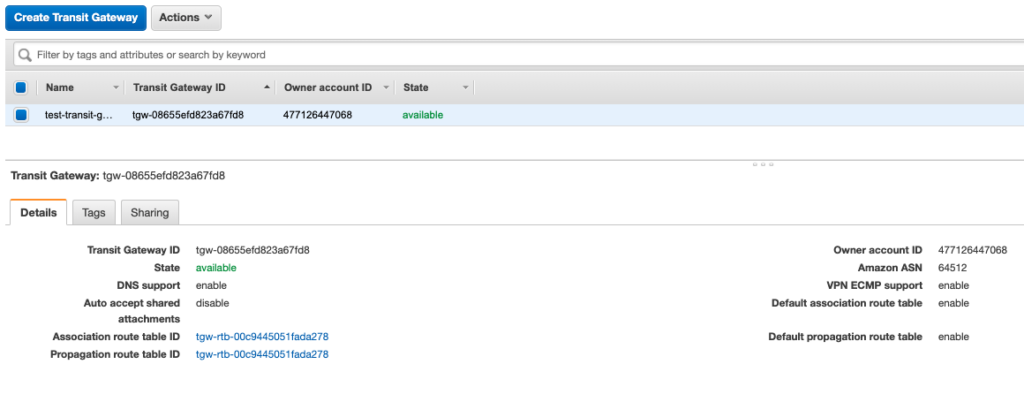 Create Transit Gateway Actions
Filter by tags and attributes or search by keyword
Name Transit Gateway ID Owner account ID State
test-transit-g... tgw-08655efd823a67fd8 477126447068 available
Transit Gateway: tgw-08655efd823a67fd8
Details Tags Sharing
Transit Gateway ID tgw-08655efd823a67fd8 Owner account ID 477126447068
State available Amazon ASN 64512
DNS support enable VPN ECMP support enable
Auto accept shared disable Default association route table enable
attachments
Association route table ID tgw-rtb-00c9445051fada278 Default propagation route table enable
Propagation route table ID tgw-rtb-00c9445051fada278